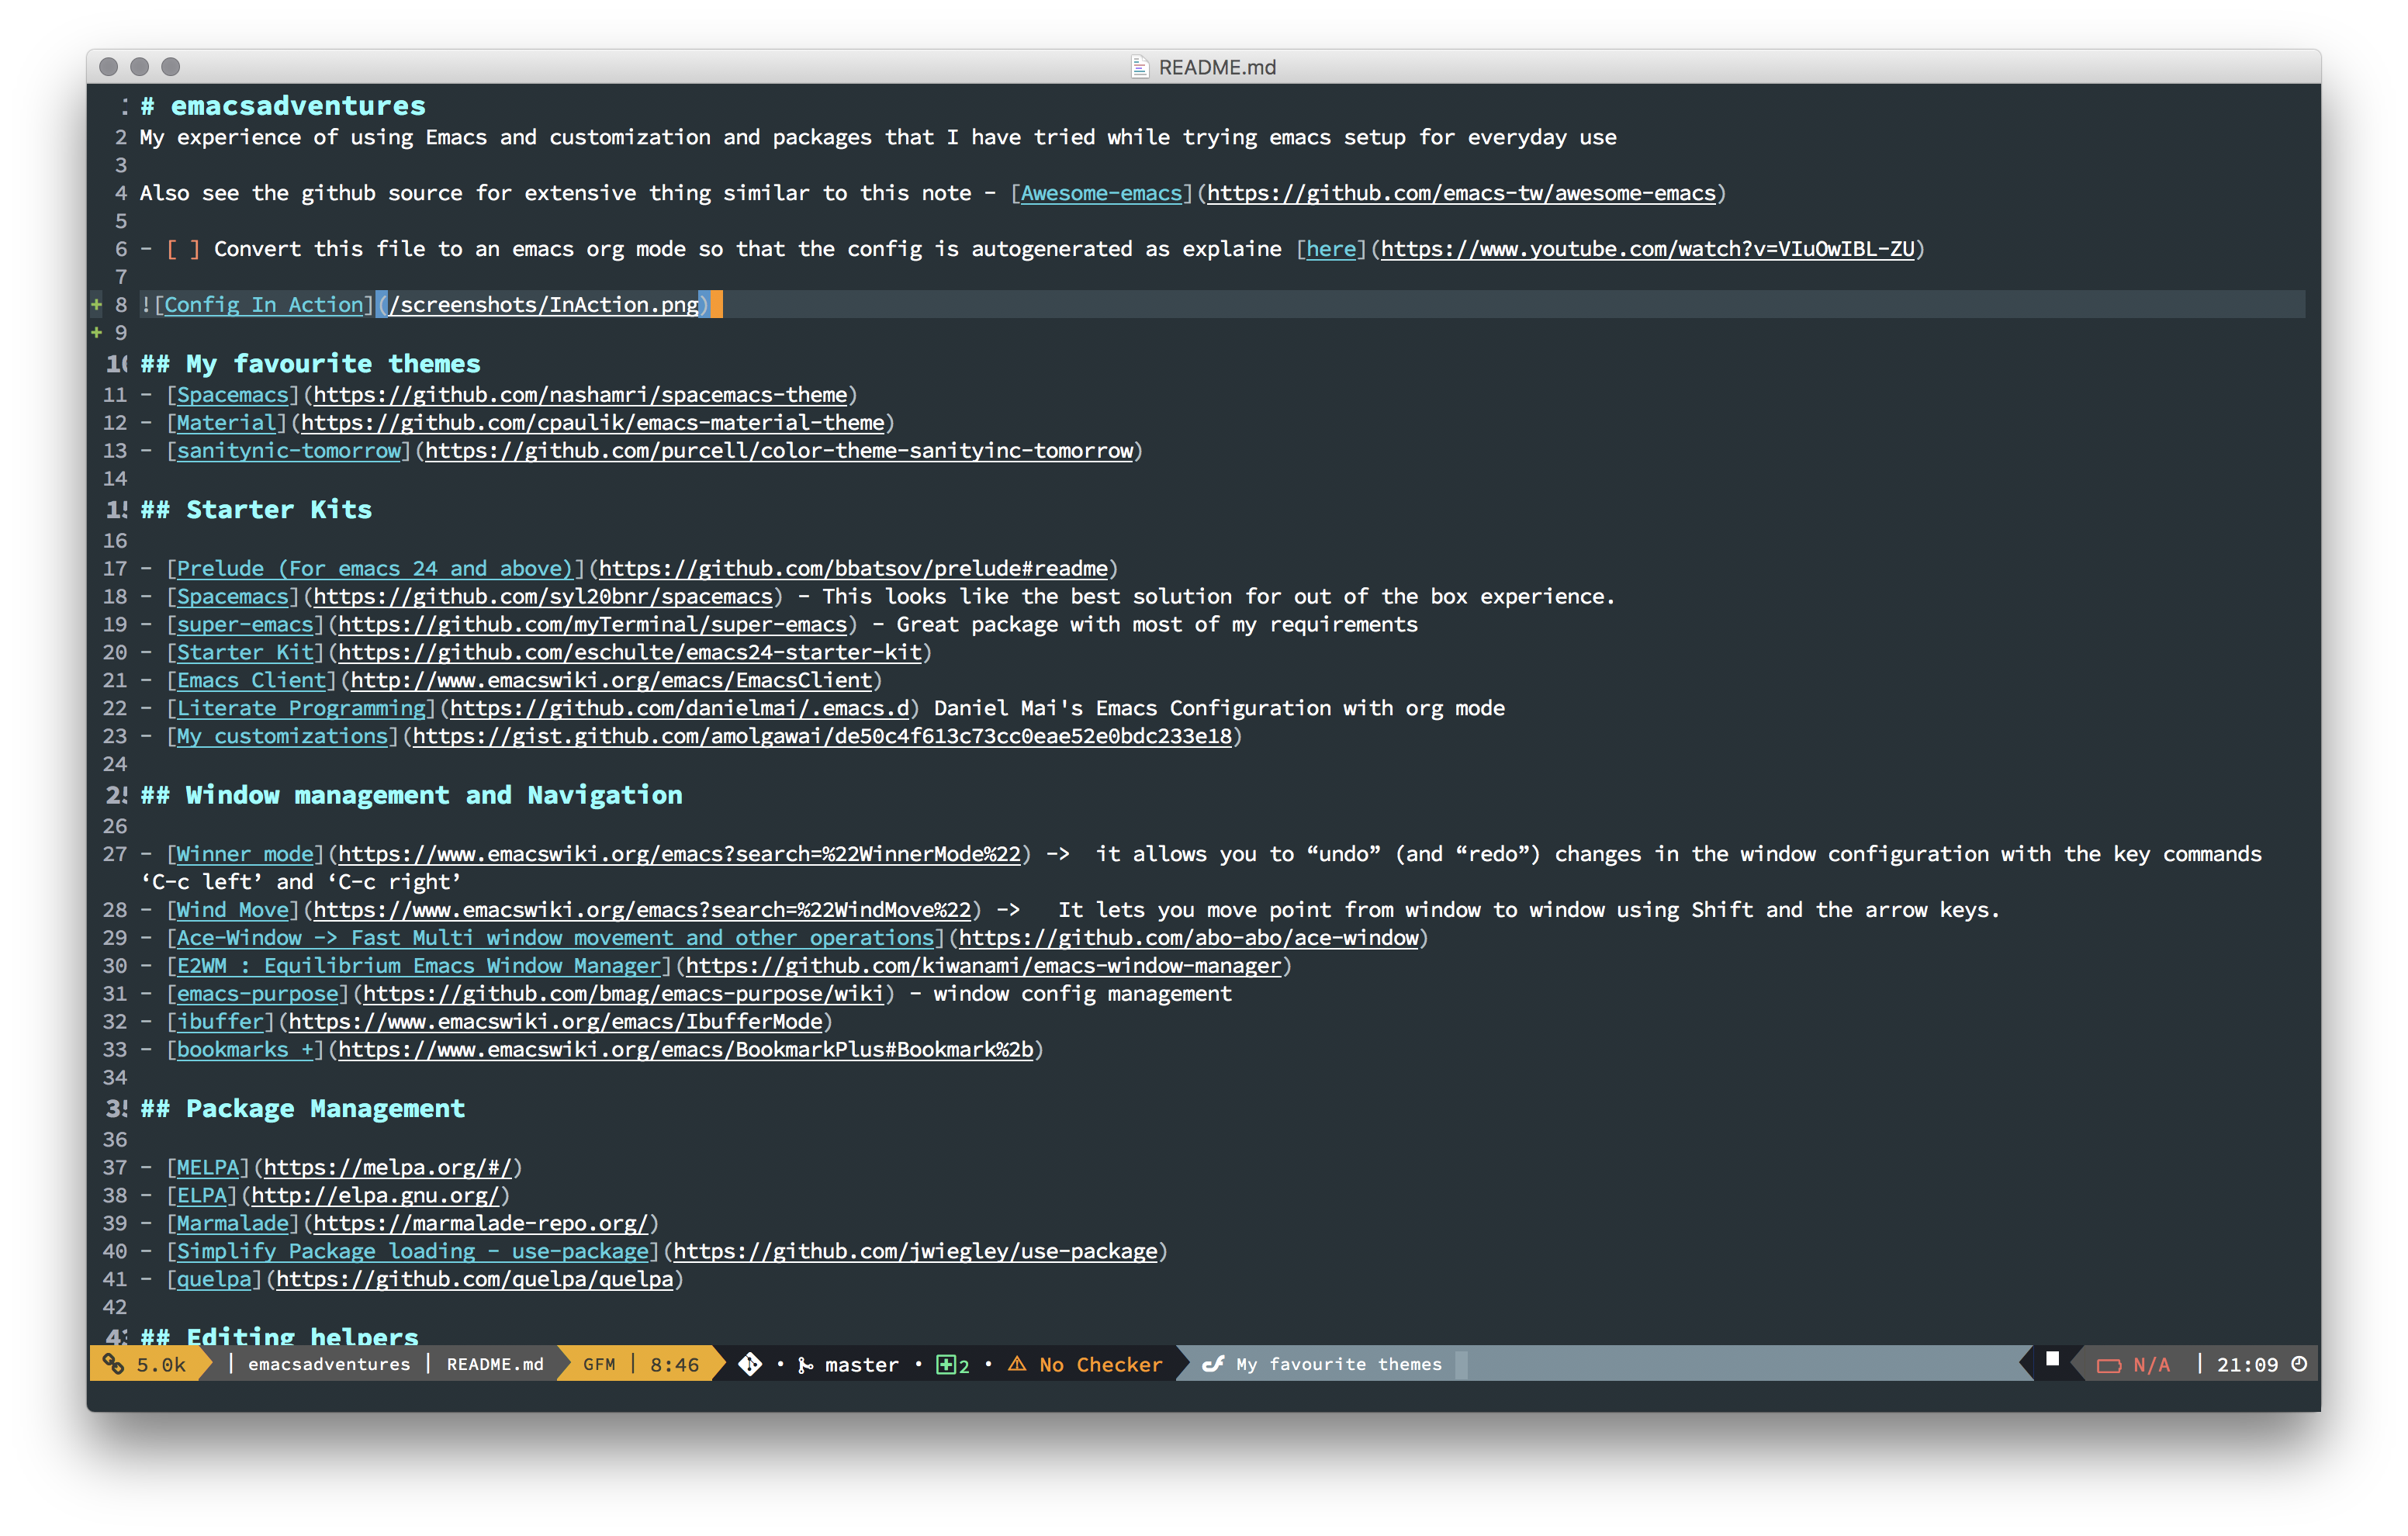 README.md
# emacsadventures
2 My experience of using Emacs and customization and packages that I have tried while trying emacs setup for everyday use
3
4 Also see the github source for extensive thing similar to this note - [Awesome-emacs](https://github.com/emacs-tw/awesome-emacs)
5
6 - [ ] Convert this file to an emacs org mode so that the config is autogenerated as explaine [here](https://www.youtube.com/watch?v=VIuOwIBL-ZU)
7
+ 8 ![Config In Action](/screenshots/InAction.png)
+ 9
10 ## My favourite themes
11 - [Spacemacs](https://github.com/nashamri/spacemacs-theme)
12 - [Material](https://github.com/cpaulik/emacs-material-theme)
13 - [sanitynic-tomorrow](https://github.com/purcell/color-theme-sanityinc-tomorrow)
14
15 ## Starter Kits
16
17 - [Prelude (For emacs 24 and above)](https://github.com/bbatsov/prelude#readme)
18 - [Spacemacs](https://github.com/syl20bnr/spacemacs) - This looks like the best solution for out of the box experience.
19 - [super-emacs](https://github.com/myTerminal/super-emacs) - Great package with most of my requirements
20 - [Starter Kit](https://github.com/eschulte/emacs24-starter-kit)
21 - [Emacs Client](http://www.emacswiki.org/emacs/EmacsClient)
22 - [Literate Programming](https://github.com/danielmai/.emacs.d) Daniel Mai's Emacs Configuration with org mode
23 - [My customizations](https://gist.github.com/amolgawai/de50c4f613c73cc0eae52e0bdc233e18)
24
25 ## Window management and Navigation
26
27 - [Winner mode](https://www.emacswiki.org/emacs?search=%22WinnerMode%22) ->  it allows you to “undo” (and “redo”) changes in the window configuration with the key commands
‘C-c left’ and ‘C-c right’
28 - [Wind Move](https://www.emacswiki.org/emacs?search=%22WindMove%22) ->   It lets you move point from window to window using Shift and the arrow keys.
29 - [Ace-Window -> Fast Multi window movement and other operations](https://github.com/abo-abo/ace-window)
30 - [E2WM : Equilibrium Emacs Window Manager](https://github.com/kiwanami/emacs-window-manager)
31 - [emacs-purpose](https://github.com/bmag/emacs-purpose/wiki) - window config management
32 - [ibuffer](https://www.emacswiki.org/emacs/IbufferMode)
33 - [bookmarks +](https://www.emacswiki.org/emacs/BookmarkPlus#Bookmark%2b)
34
35 ## Package Management
36
37 - [MELPA](https://melpa.org/#/)
38 - [ELPA](http://elpa.gnu.org/)
39 - [Marmalade](https://marmalade-repo.org/)
40 - [Simplify Package loading - use-package](https://github.com/jwiegley/use-package)
41 - [quelpa](https://github.com/quelpa/quelpa)
42
43 ## Editing helpers
5.0k | emacsadventures | README.md GFM | 8:46 • master • 2 • No Checker My favourite themes N/A | 21:09